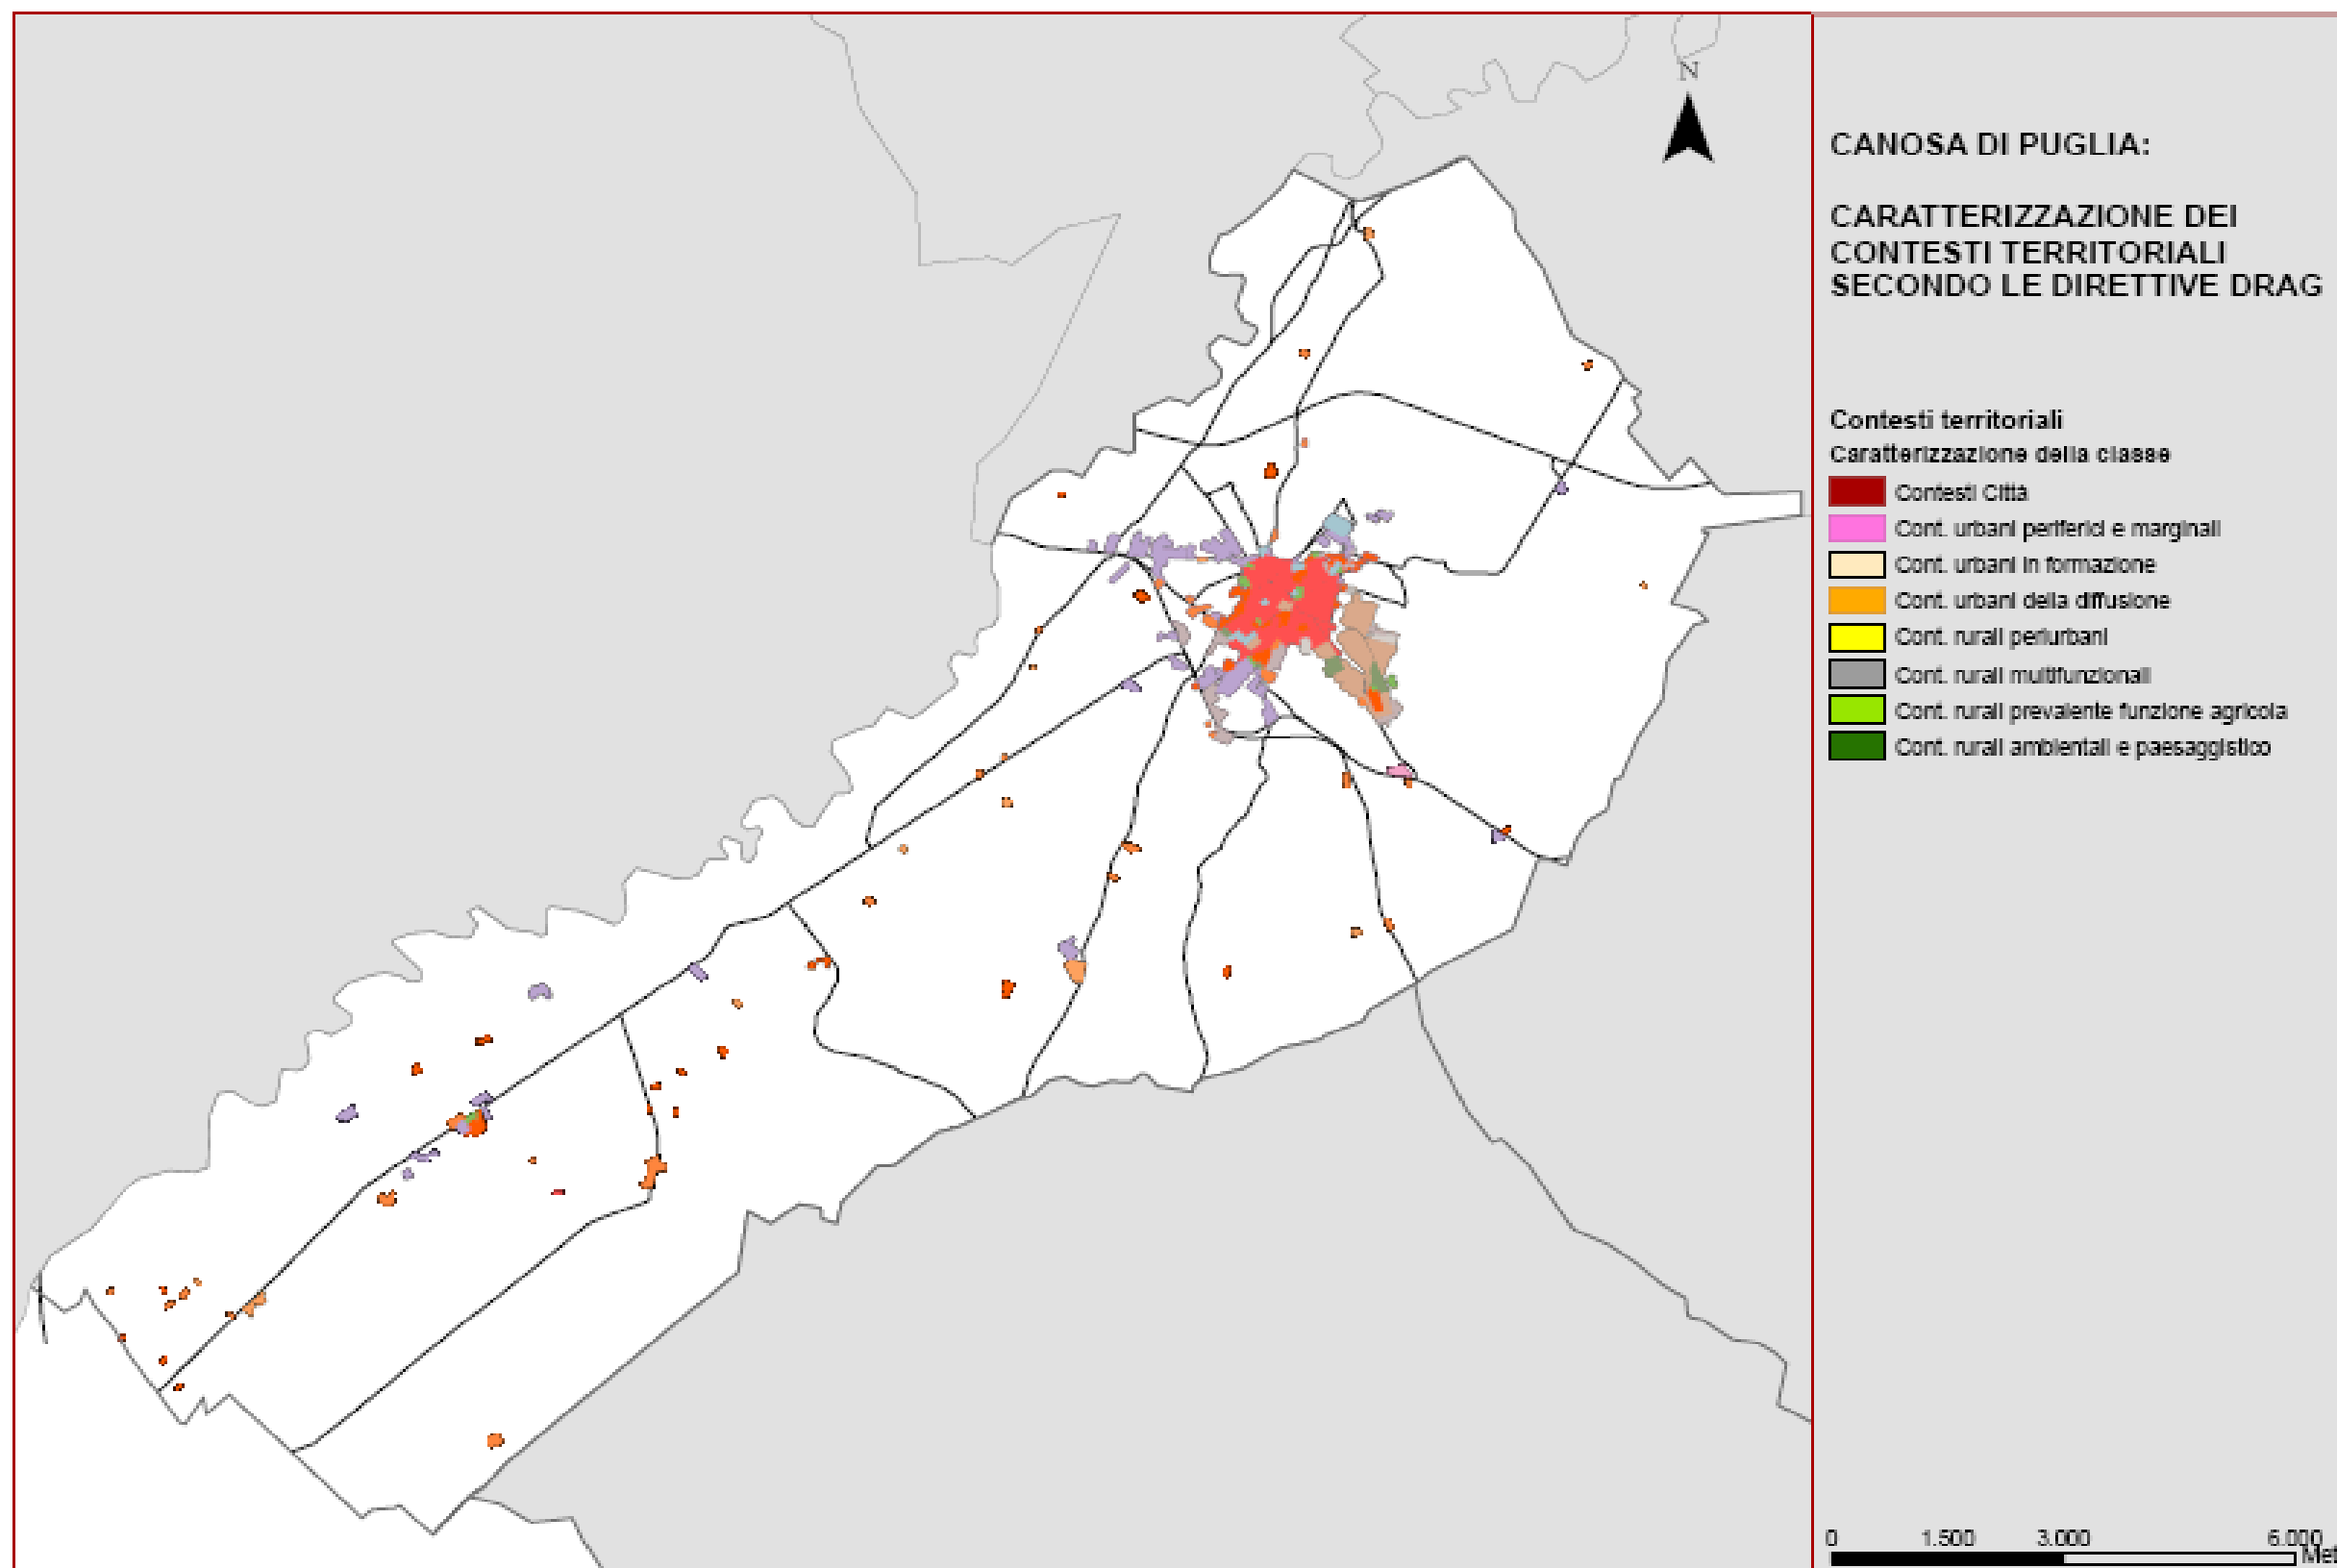 N
CANOSA DI PUGLIA:
CARATTERIZZAZIONE DEI
CONTESTI TERRITORIALI
SECONDO LE DIRETTIVE DRAG
Contesti territoriali
Caratterizzazione della classe
Contesti Città
Cont. urbani periferici e marginali
Cont. urbani in formazione
Cont. urbani della diffusione
Cont. rurali periurbani
Cont. rurali multifunzionali
Cont. rurali prevalente funzione agricola
Cont. rurali ambientali e paesaggistico
0 1.500 3.000 6.000
Met